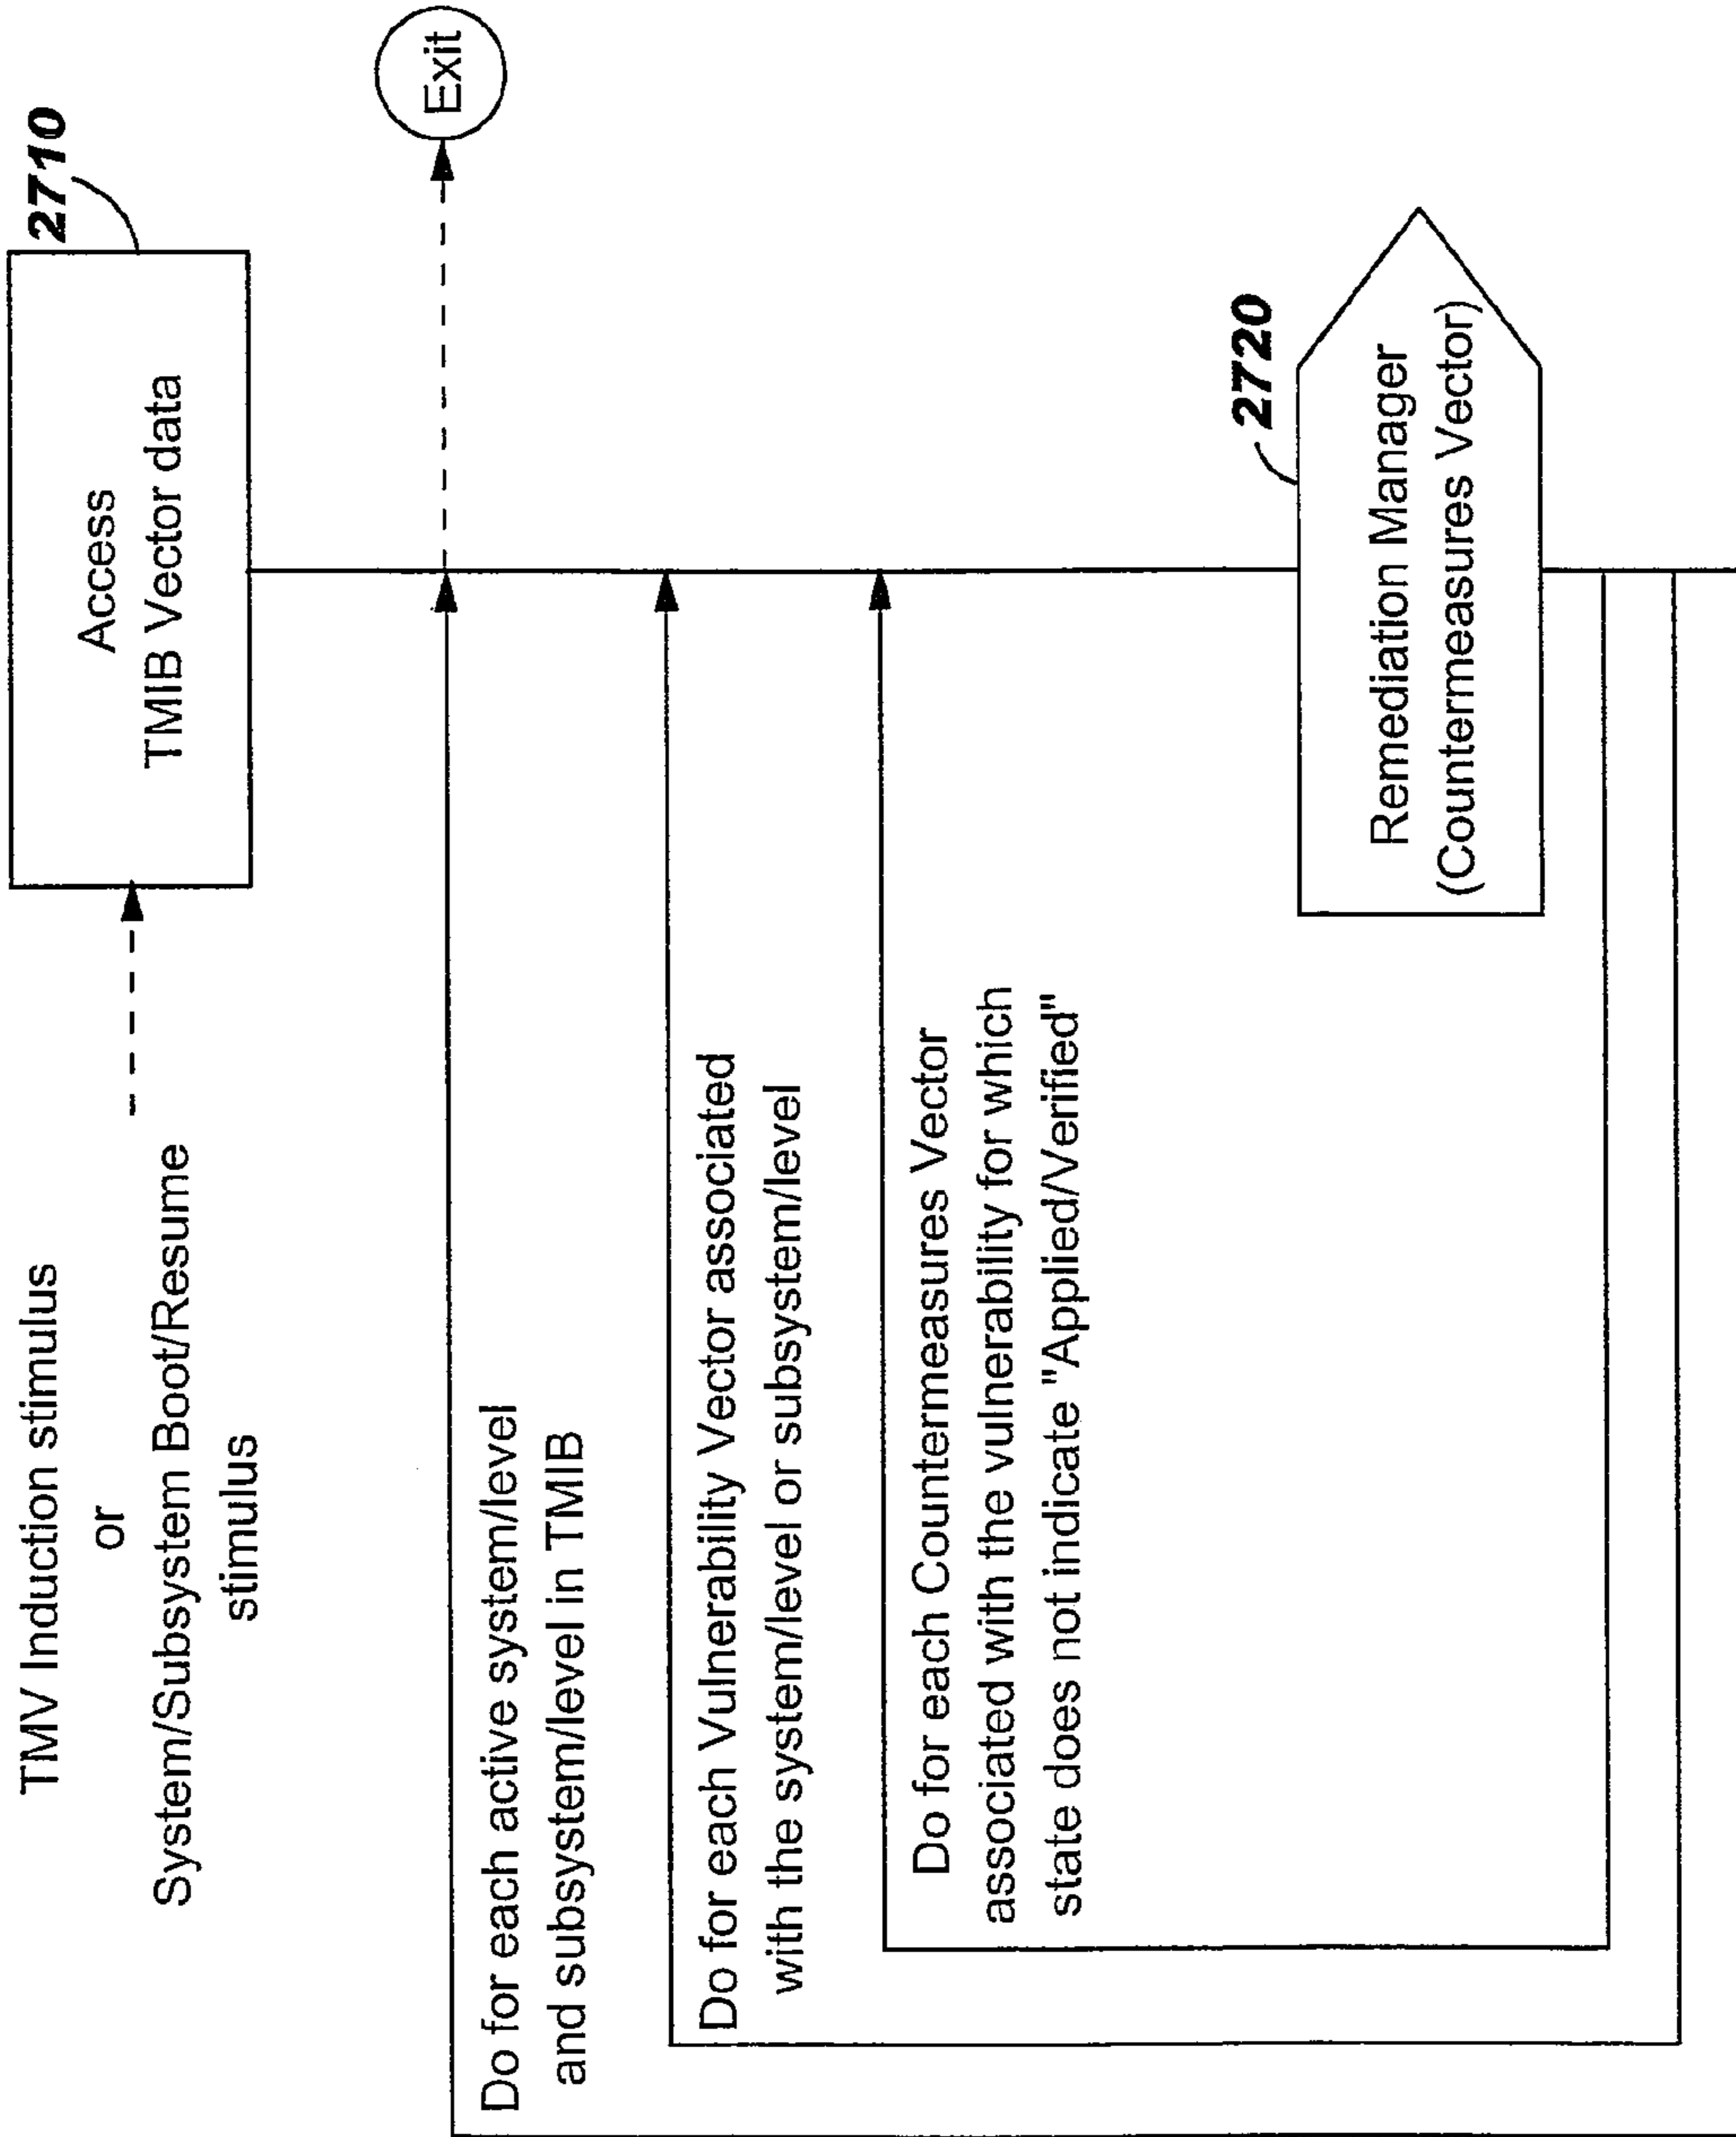 TMV Induction stimulus
or
System/Subsystem Boot/Resume
stimulus
2710
Access
TMIB Vector data
Exit
Do for each active system/level
and subsystem/level in TMIB
Do for each Vulnerability Vector associated
with the system/level or subsystem/level
Do for each Countermeasures Vector
associated with the vulnerability for which
state does not indicate "Applied/Verified"
2720
Remediation Manager
(Countermeasures Vector)